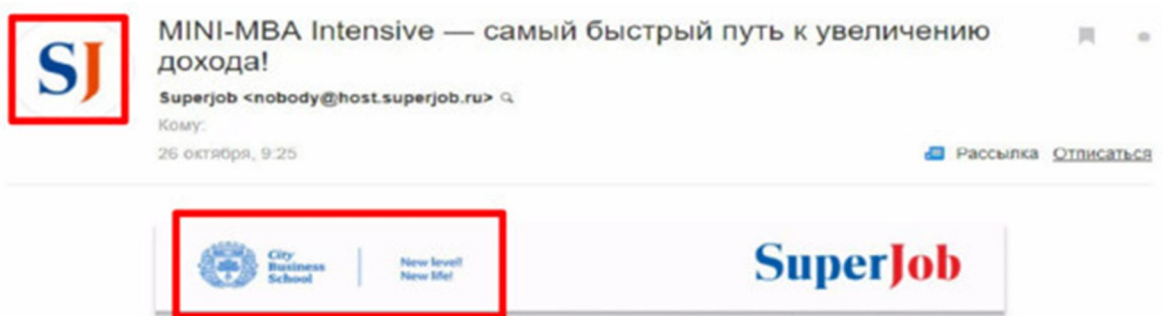 SJ
MINI-MBA Intensive — самый быстрый путь к увеличению
дохода!
Superjob <nobody@host.superjob.ru>
Кому:
26 октября, 9:25
Рассылка Отписаться
City
Business
School
New level!
New life!
SuperJob